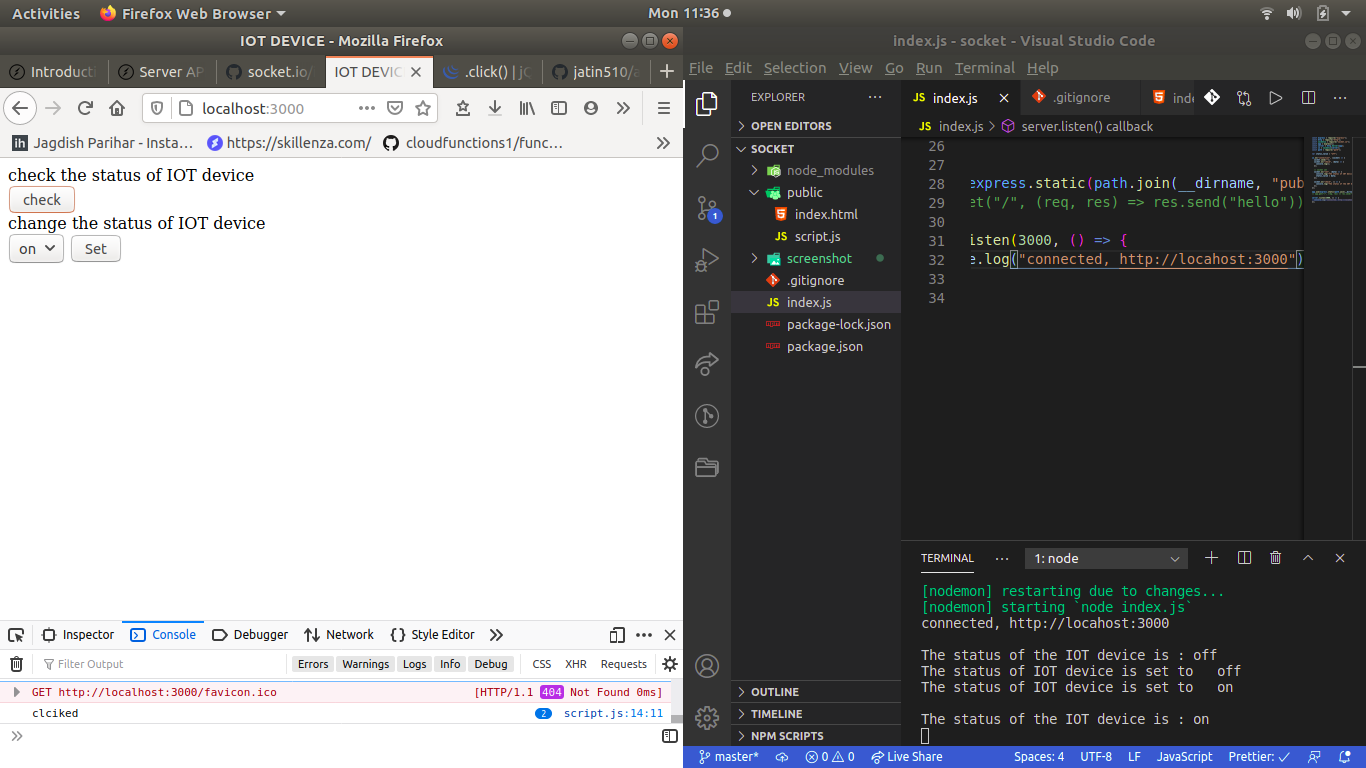 Activities
Firefox Web Browser
Mon 11:36
IOT DEVICE - Mozilla Firefox
Introducti
Server AP
socket.io/
IOT DEVIC
.click() | jQ
jatin510/a
localhost:3000
Jagdish Parihar - Insta…
https://skillenza.com/
cloudfunctions1/func…
check the status of IOT device
check
change the status of IOT device
on
Set
Inspector
Console
Debugger
Network
Style Editor
Filter Output
Errors
Warnings
Logs
Info
Debug
CSS
XHR
Requests
GET http://localhost:3000/favicon.ico
[HTTP/1.1 404 Not Found 0ms]
clciked
2
script.js:14:11
index.js - socket - Visual Studio Code
File Edit Selection View Go Run Terminal Help
EXPLORER
OPEN EDITORS
SOCKET
node_modules
public
index.html
JS script.js
screenshot
.gitignore
JS index.js
package-lock.json
package.json
OUTLINE
TIMELINE
NPM SCRIPTS
1
JS index.js
.gitignore
inde
JS index.js > server.listen() callback
26
27
28 express.static(path.join(__dirname, "pub
29 et("/", (req, res) => res.send("hello"))
30
31 isten(3000, () => {
32 e.log("connected, http://locahost:3000")
33
34
TERMINAL
1: node
[nodemon] restarting due to changes...
[nodemon] starting `node index.js`
connected, http://locahost:3000
The status of the IOT device is : off
The status of IOT device is set to   off
The status of IOT device is set to   on
The status of the IOT device is : on
master*
0
0
Live Share
Spaces: 4
UTF-8
LF
JavaScript
Prettier: ✓